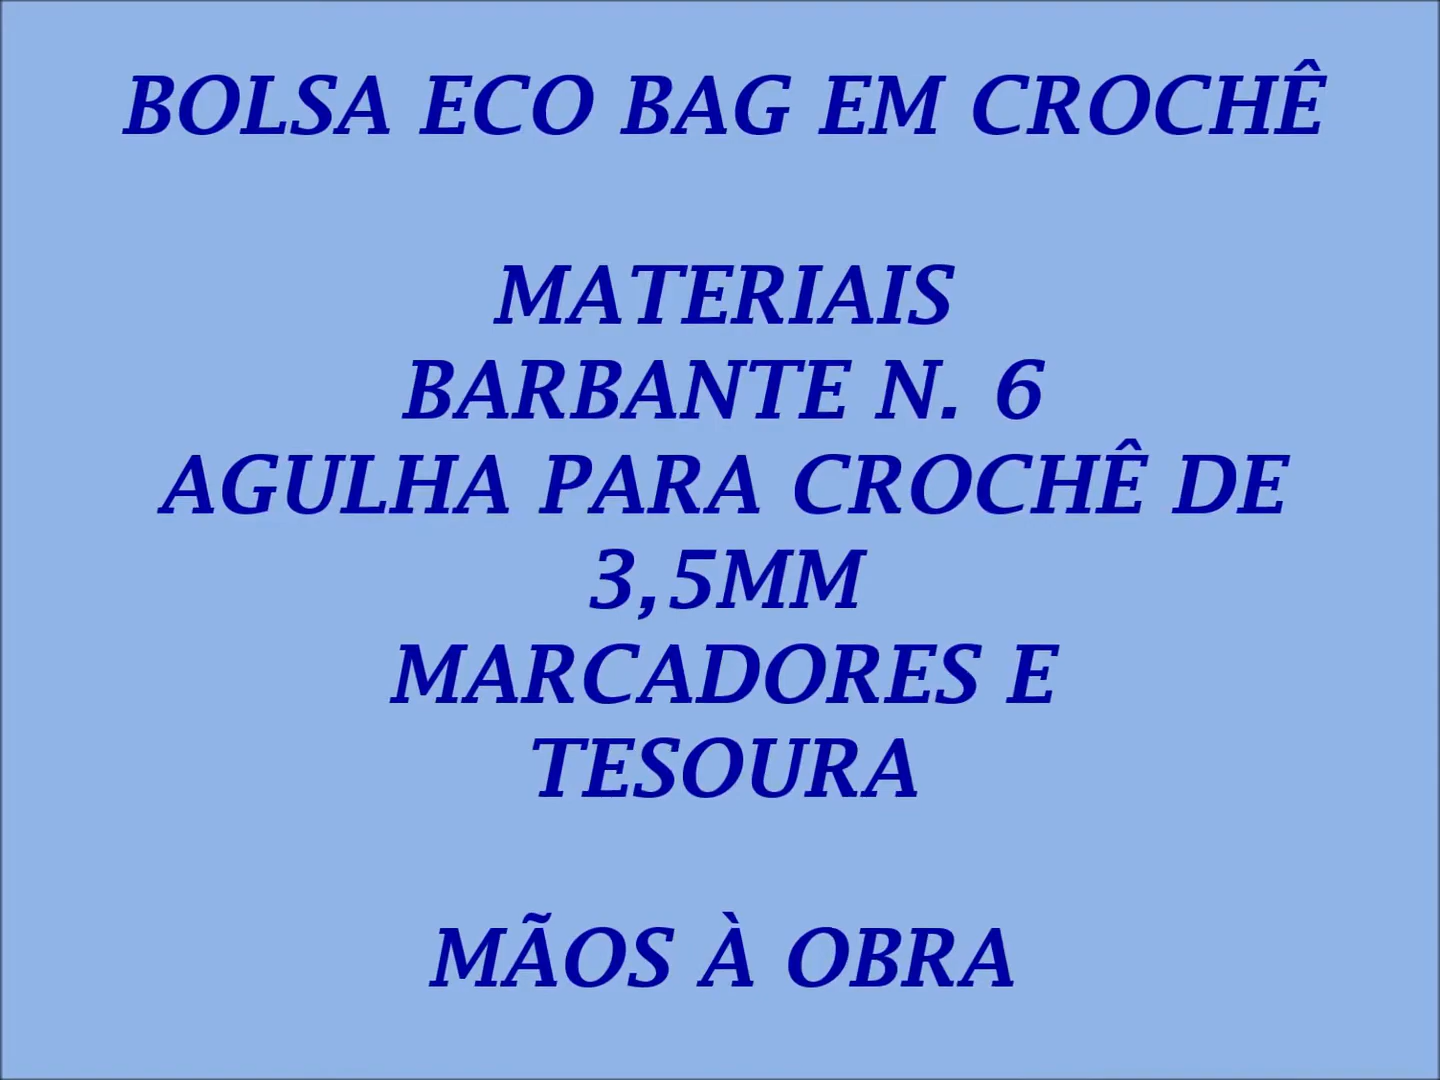 BOLSA ECO BAG EM CROCHÊ
MATERIAIS
BARBANTE N. 6
AGULHA PARA CROCHÊ DE
3,5MM
MARCADORES E
TESOURA
MÃOS À OBRA